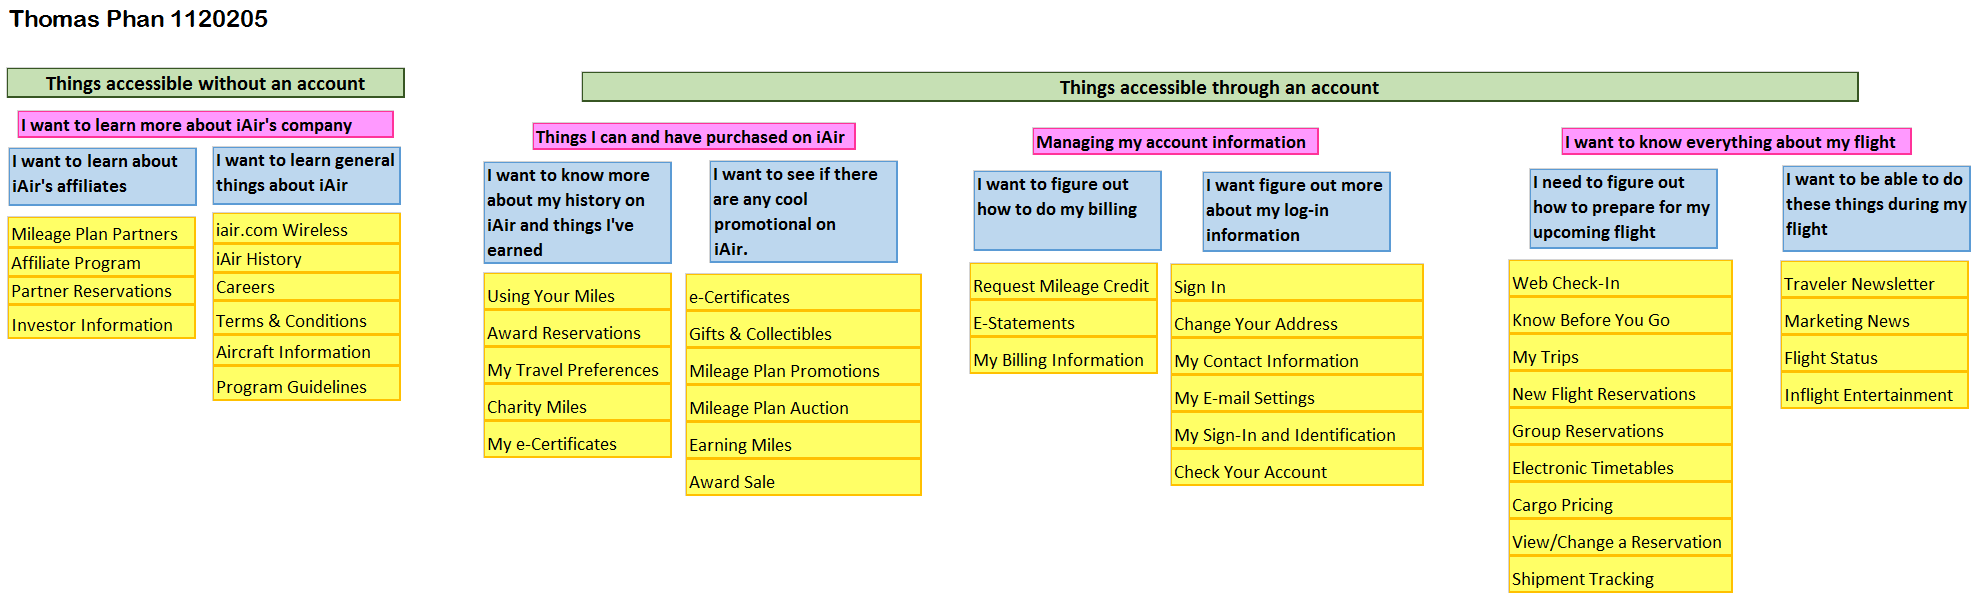 Thomas Phan 1120205
Things accessible without an account
I want to learn more about iAir's company
I want to learn about
iAir's affiliates
Mileage Plan Partners
Affiliate Program
Partner Reservations
Investor Information
I want to learn general
things about iAir
iair.com Wireless
iAir History
Careers
Terms & Conditions
Aircraft Information
Program Guidelines
Things accessible through an account
Things I can and have purchased on iAir
I want to know more
about my history on
iAir and things I've
earned
Using Your Miles
Award Reservations
My Travel Preferences
Charity Miles
My e-Certificates
I want to see if there
are any cool
promotional on
iAir.
e-Certificates
Gifts & Collectibles
Mileage Plan Promotions
Mileage Plan Auction
Earning Miles
Award Sale
Managing my account information
I want to figure out
how to do my billing
Request Mileage Credit
E-Statements
My Billing Information
I want figure out more
about my log-in
information
Sign In
Change Your Address
My Contact Information
My E-mail Settings
My Sign-In and Identification
Check Your Account
I want to know everything about my flight
I need to figure out
how to prepare for my
upcoming flight
Web Check-In
Know Before You Go
My Trips
New Flight Reservations
Group Reservations
Electronic Timetables
Cargo Pricing
View/Change a Reservation
Shipment Tracking
I want to be able to do
these things during my
flight
Traveler Newsletter
Marketing News
Flight Status
Inflight Entertainment